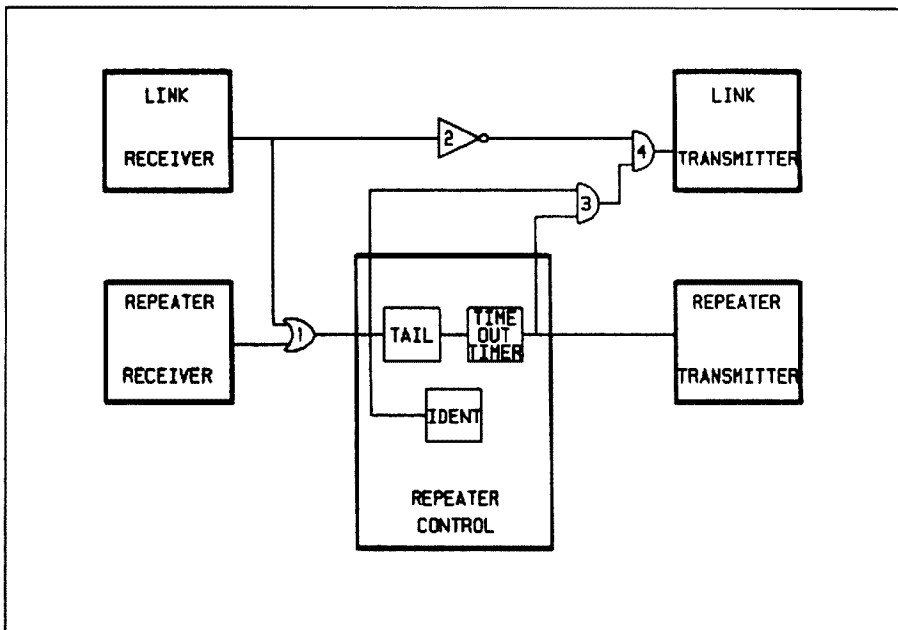 LINK
RECEIVER
2
4
LINK
TRANSMITTER
3
REPEATER
RECEIVER
1
TAIL
TIME
OUT
TIMER
IDENT
REPEATER
CONTROL
REPEATER
TRANSMITTER